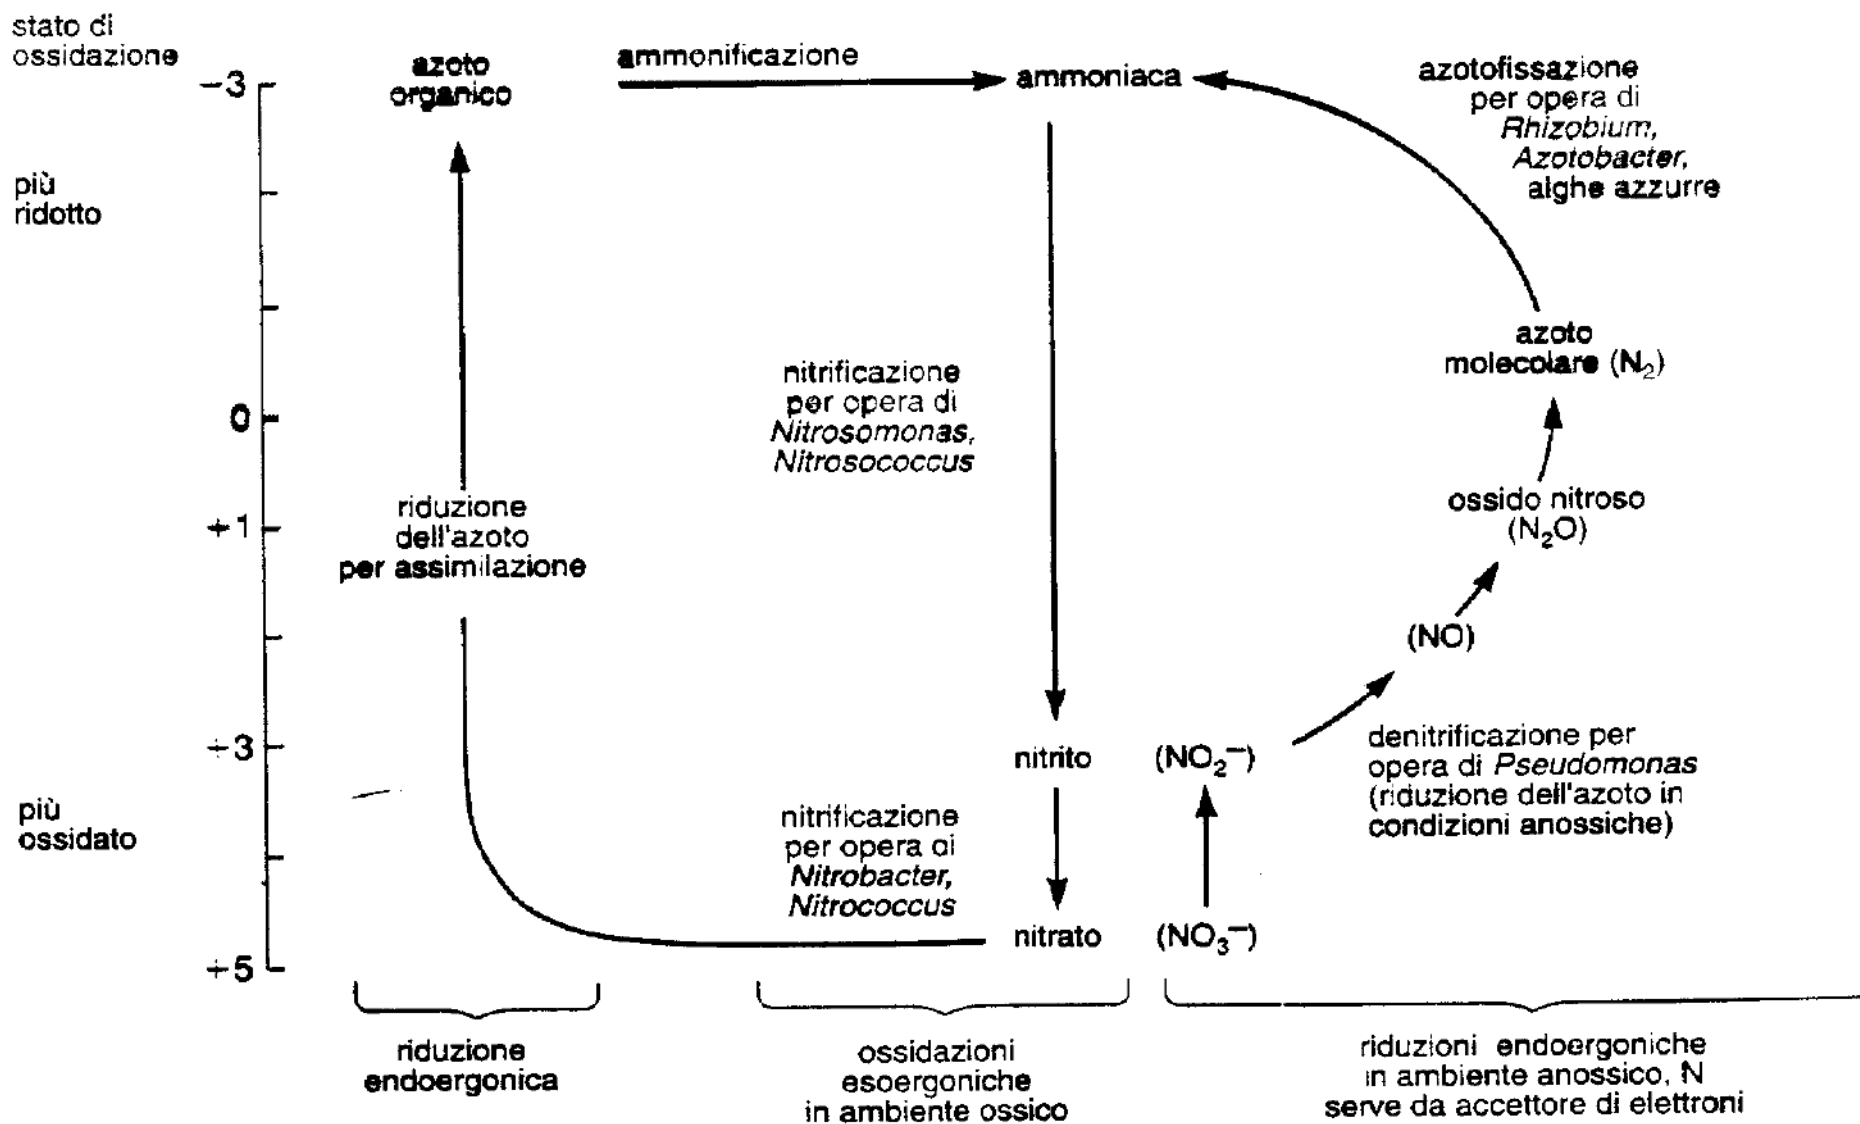 stato di
ossidazione
−3
più
ridotto
0
+1
+3
più
ossidato
+5
azoto
organico
ammonificazione
ammoniaca
azotofissazione
per opera di
Rhizobium,
Azotobacter,
alghe azzurre
azoto
molecolare (N₂)
nitrificazione
per opera di
Nitrosomonas,
Nitrosococcus
riduzione
dell'azoto
per assimilazione
ossido nitroso
(N₂O)
(NO)
nitrito (NO₂⁻)
denitrificazione per
opera di Pseudomonas
(riduzione dell'azoto in
condizioni anossiche)
nitrificazione
per opera di
Nitrobacter,
Nitrococcus
nitrato (NO₃⁻)
riduzione
endoergonica
ossidazioni
esoergoniche
in ambiente ossico
riduzioni endoergoniche
in ambiente anossico, N
serve da accettore di elettroni